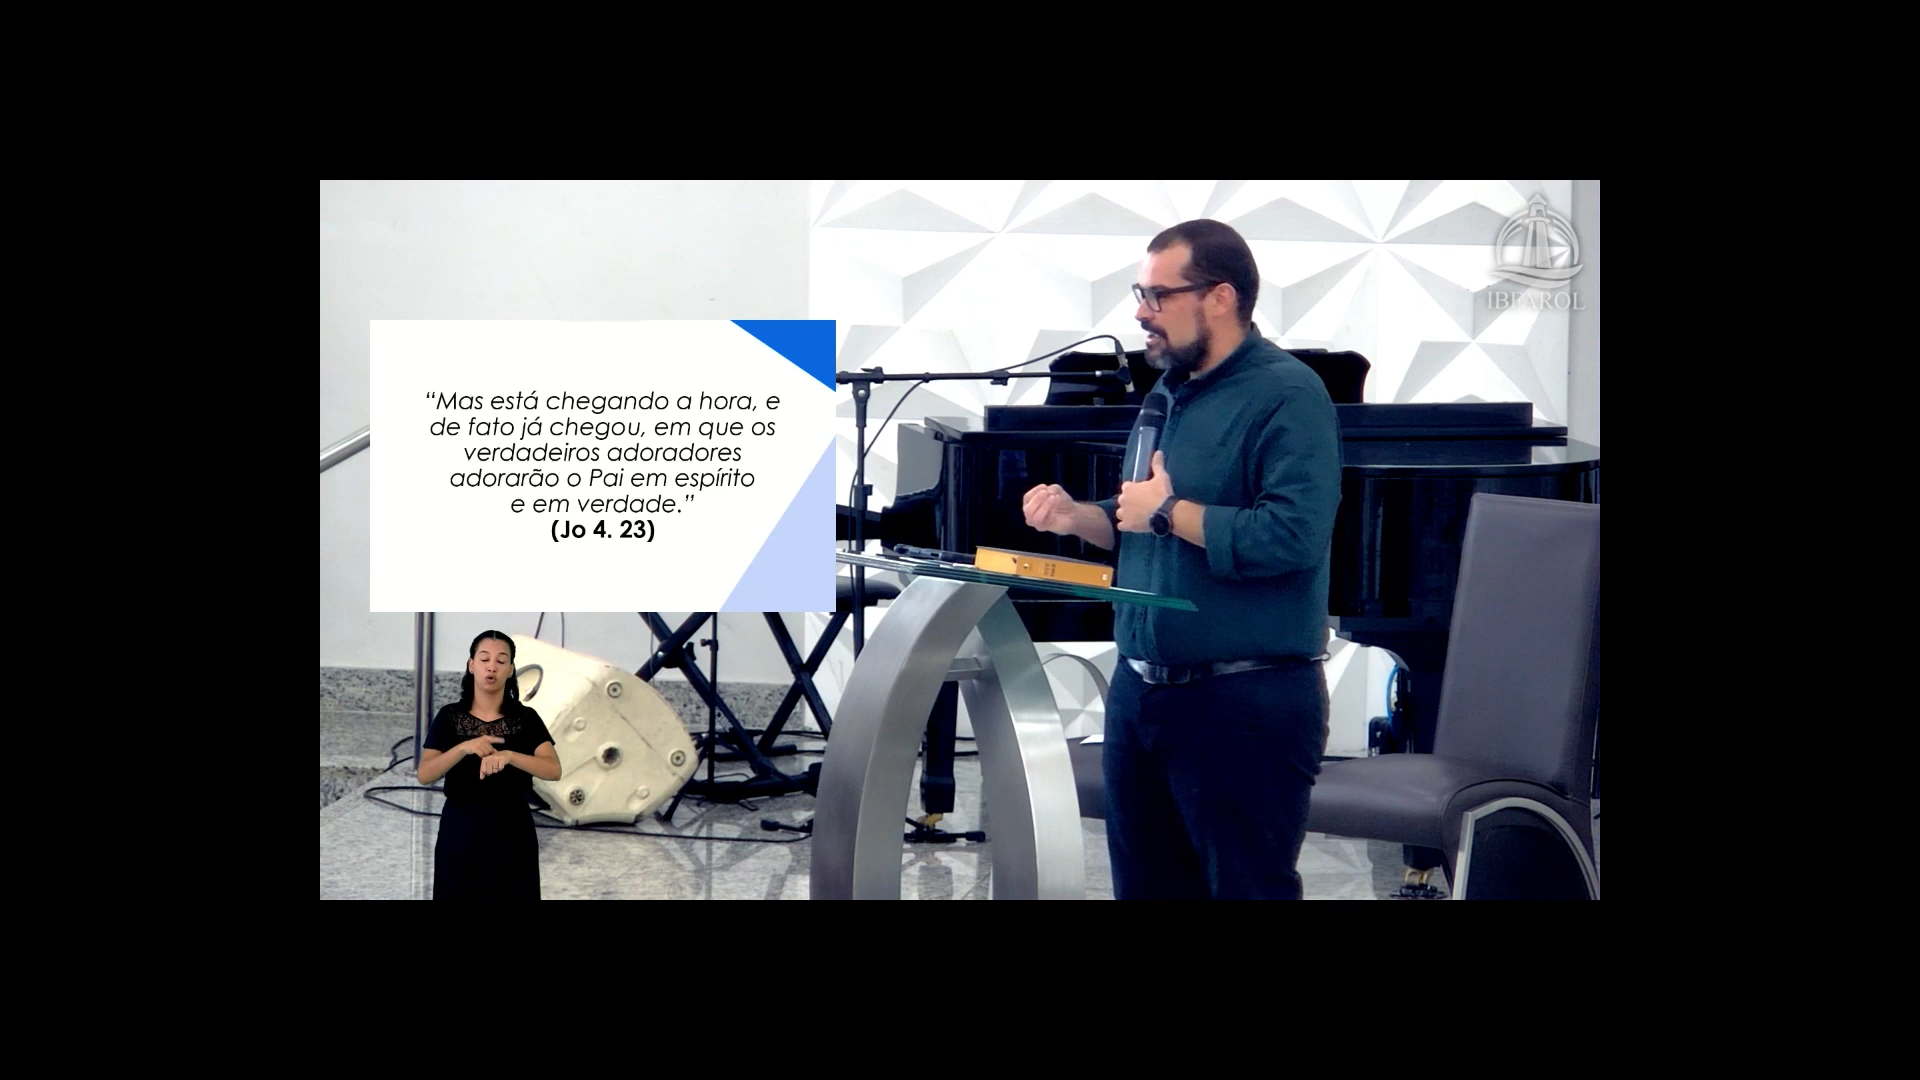 “Mas está chegando a hora, e
de fato já chegou, em que os
verdadeiros adoradores
adorarão o Pai em espírito
e em verdade.”
(Jo 4. 23)
IBFAROL